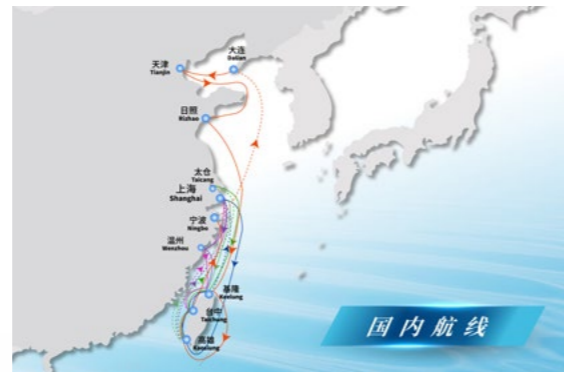 大连
Dalian
天津
Tianjin
日照
Rizhao
太仓
Taicang
上海
Shanghai
宁波
Ningbo
温州
Wenzhou
基隆
Keelung
台中
Taichung
高雄
Kaosiung
国内航线